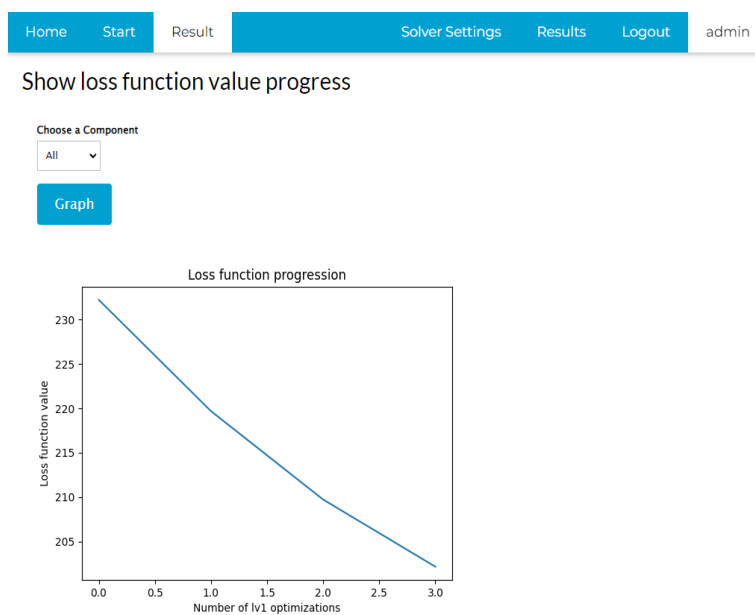 Home Start Result Solver Settings Results Logout admin
Show loss function value progress
Choose a Component
All
Graph
Loss function progression
Loss function value
230
225
220
215
210
205
0.0 0.5 1.0 1.5 2.0 2.5 3.0
Number of lv1 optimizations